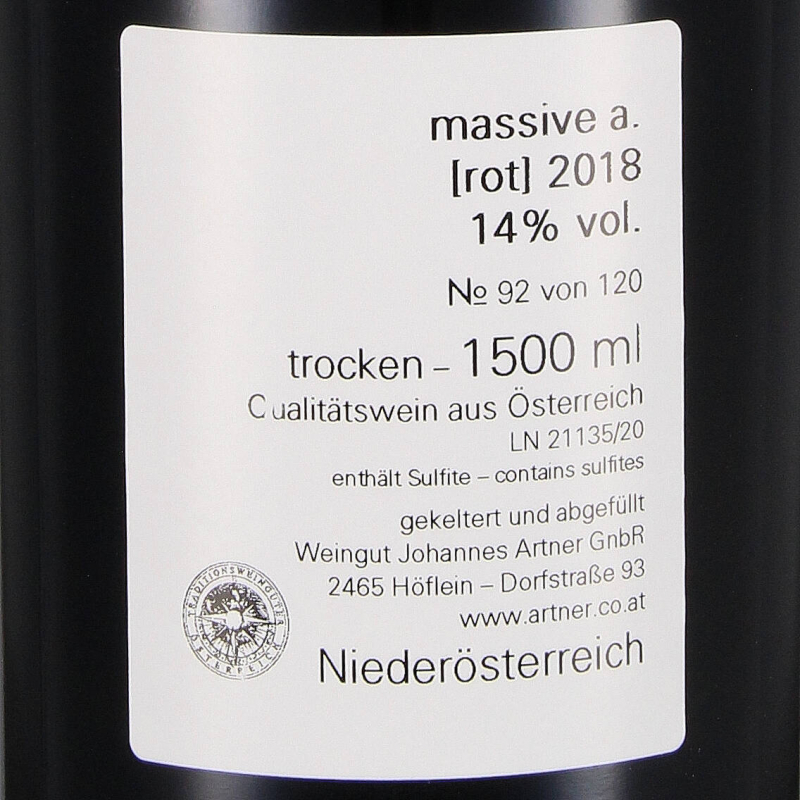 massive a.
[rot] 2018
14% vol.
№ 92 von 120
trocken – 1500 ml
Qualitätswein aus Österreich
LN 21135/20
enthält Sulfite – contains sulfites
gekeltert und abgefüllt
Weingut Johannes Artner GnbR
2465 Höflein – Dorfstraße 93
www.artner.co.at
TRADITIONSWEINGÜTER
ÖSTERREICH
Niederösterreich